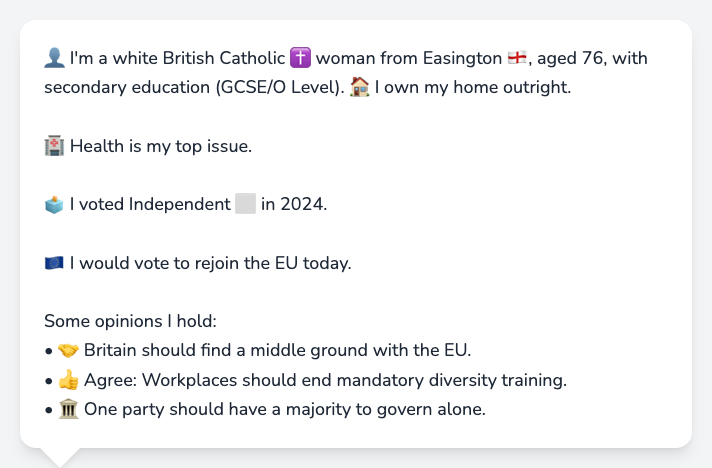 👤 I'm a white British Catholic ✝️ woman from Easington 🏴󠁧󠁢󠁥󠁮󠁧󠁿, aged 76, with
secondary education (GCSE/O Level). 🏠 I own my home outright.
🏥 Health is my top issue.
🗳️ I voted Independent ⬜ in 2024.
🇪🇺 I would vote to rejoin the EU today.
Some opinions I hold:
• 🤝 Britain should find a middle ground with the EU.
• 👍 Agree: Workplaces should end mandatory diversity training.
• 🏛️ One party should have a majority to govern alone.